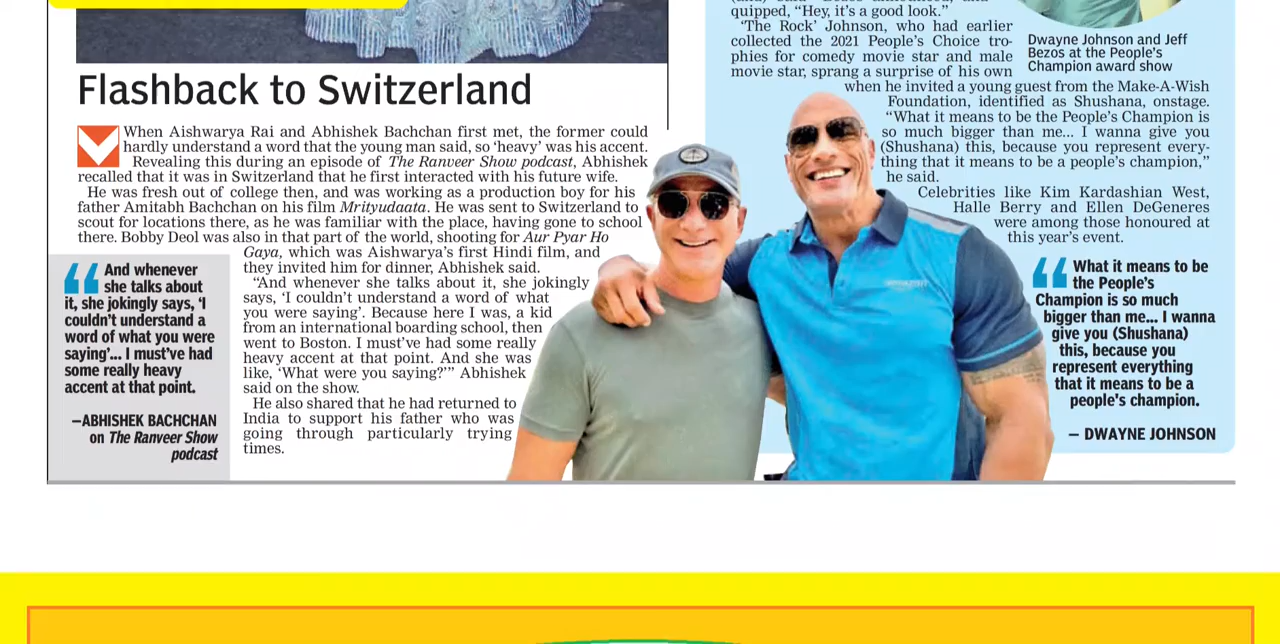 Flashback to Switzerland
When Aishwarya Rai and Abhishek Bachchan first met, the former could
hardly understand a word that the young man said, so ‘heavy’ was his accent.
Revealing this during an episode of The Ranveer Show podcast, Abhishek
recalled that it was in Switzerland that he first interacted with his future wife.
He was fresh out of college then, and was working as a production boy for his
father Amitabh Bachchan on his film Mrityudaata. He was sent to Switzerland to
scout for locations there, as he was familiar with the place, having gone to school
there. Bobby Deol was also in that part of the world, shooting for Aur Pyar Ho
Gaya, which was Aishwarya’s first Hindi film, and
they invited him for dinner, Abhishek said.
“And whenever she talks about it, she jokingly
says, ‘I couldn’t understand a word of what
you were saying’. Because here I was, a kid
from an international boarding school, then
went to Boston. I must’ve had some really
heavy accent at that point. And she was
like, ‘What were you saying?’” Abhishek
said on the show.
He also shared that he had returned to
India to support his father who was
going through particularly trying
times.
“And whenever
she talks about
it, she jokingly says, ‘I
couldn’t understand a
word of what you were
saying’... I must’ve had
some really heavy
accent at that point.
—ABHISHEK BACHCHAN
on The Ranveer Show
podcast
quipped, “Hey, it’s a good look.”
‘The Rock’ Johnson, who had earlier
collected the 2021 People’s Choice tro-
phies for comedy movie star and male
movie star, sprang a surprise of his own
when he invited a young guest from the Make-A-Wish
Foundation, identified as Shushana, onstage.
“What it means to be the People’s Champion is
so much bigger than me... I wanna give you
(Shushana) this, because you represent every-
thing that it means to be a people’s champion,”
he said.
Celebrities like Kim Kardashian West,
Halle Berry and Ellen DeGeneres
were among those honoured at
this year’s event.
Dwayne Johnson and Jeff
Bezos at the People’s
Champion award show
“What it means to be
the People’s
Champion is so much
bigger than me... I wanna
give you (Shushana)
this, because you
represent everything
that it means to be a
people's champion.
— DWAYNE JOHNSON